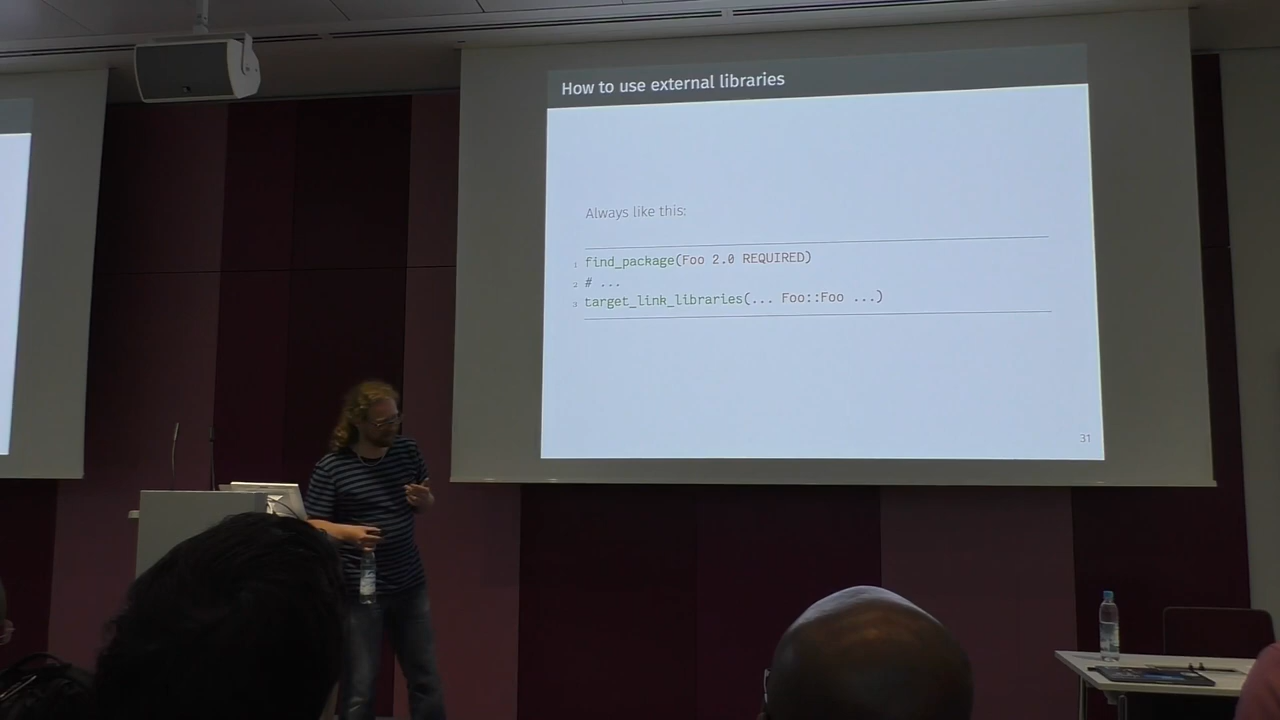 How to use external libraries
Always like this:
1 find_package(Foo 2.0 REQUIRED)
2 # ...
3 target_link_libraries(... Foo::Foo ...)
31